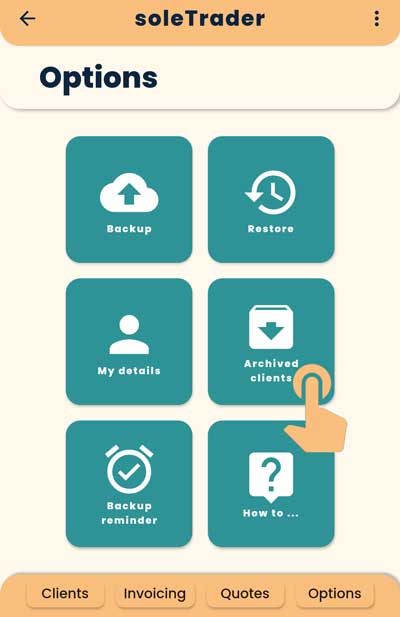 soleTrader
Options
Backup
Restore
My details
Archived
clients
Backup
reminder
How to ...
Clients
Invoicing
Quotes
Options